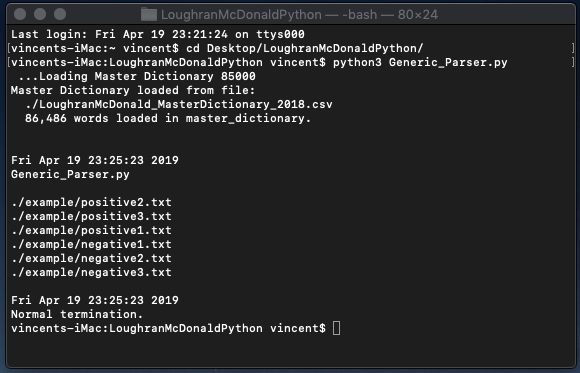 LoughranMcDonaldPython — -bash — 80×24
Last login: Fri Apr 19 23:21:24 on ttys000
[vincents-iMac:~ vincent$ cd Desktop/LoughranMcDonaldPython/ ]
[vincents-iMac:LoughranMcDonaldPython vincent$ python3 Generic_Parser.py ]
...Loading Master Dictionary 85000
Master Dictionary loaded from file:
./LoughranMcDonald_MasterDictionary_2018.csv
86,486 words loaded in master_dictionary.
Fri Apr 19 23:25:23 2019
Generic_Parser.py
./example/positive2.txt
./example/positive3.txt
./example/positive1.txt
./example/negative1.txt
./example/negative2.txt
./example/negative3.txt
Fri Apr 19 23:25:23 2019
Normal termination.
vincents-iMac:LoughranMcDonaldPython vincent$